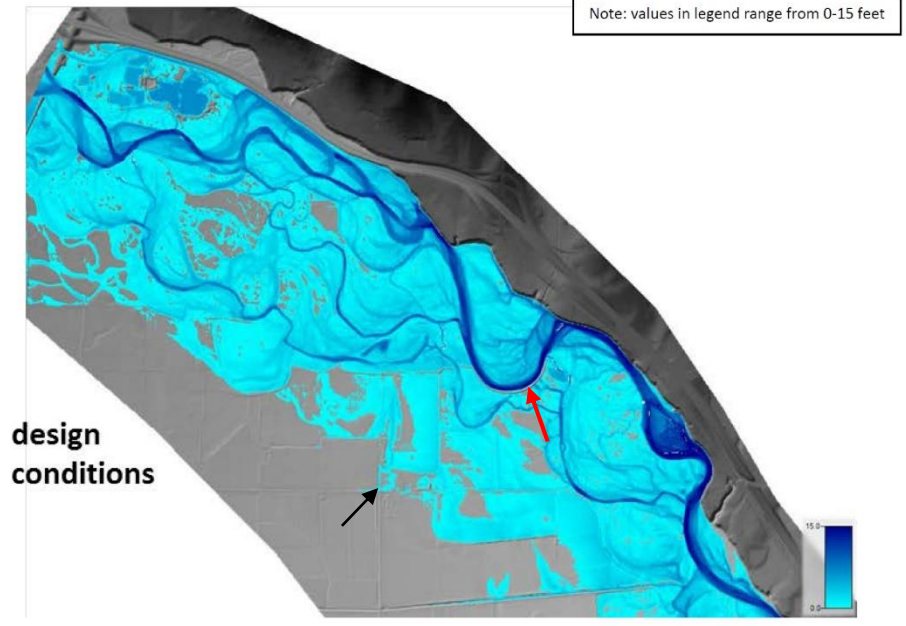 Note: values in legend range from 0-15 feet
design
conditions
15.0
0.0